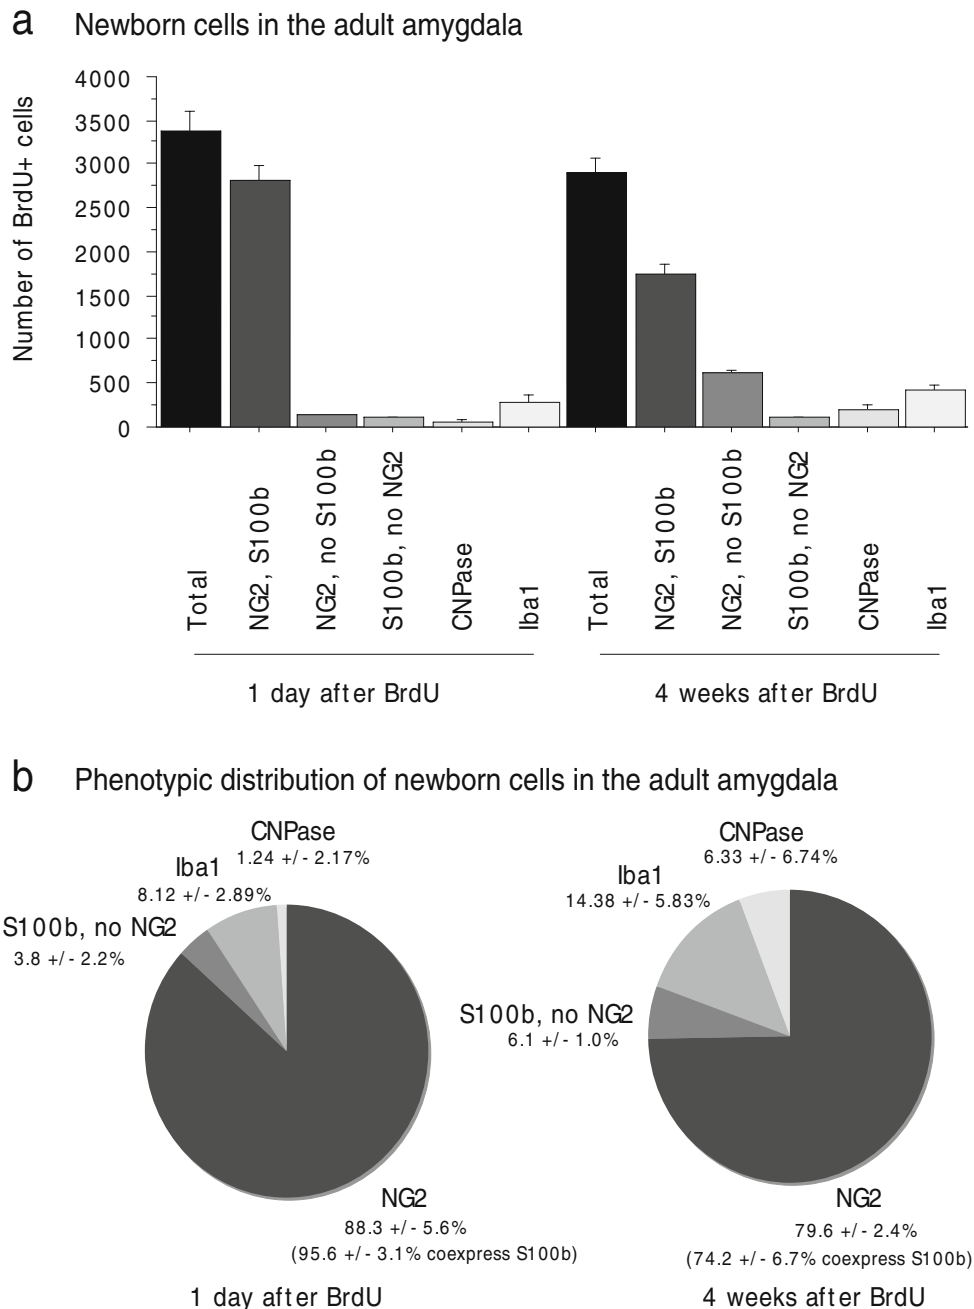 a Newborn cells in the adult amygdala
Number of BrdU+ cells
4000
3500
3000
2500
2000
1500
1000
500
0
Total
NG2, S100b
NG2, no S100b
S100b, no NG2
CNPase
Iba1
Total
NG2, S100b
NG2, no S100b
S100b, no NG2
CNPase
Iba1
1 day after BrdU
4 weeks after BrdU
b Phenotypic distribution of newborn cells in the adult amygdala
CNPase
1.24 +/- 2.17%
Iba1
8.12 +/- 2.89%
S100b, no NG2
3.8 +/- 2.2%
NG2
88.3 +/- 5.6%
(95.6 +/- 3.1% coexpress S100b)
1 day after BrdU
CNPase
6.33 +/- 6.74%
Iba1
14.38 +/- 5.83%
S100b, no NG2
6.1 +/- 1.0%
NG2
79.6 +/- 2.4%
(74.2 +/- 6.7% coexpress S100b)
4 weeks after BrdU